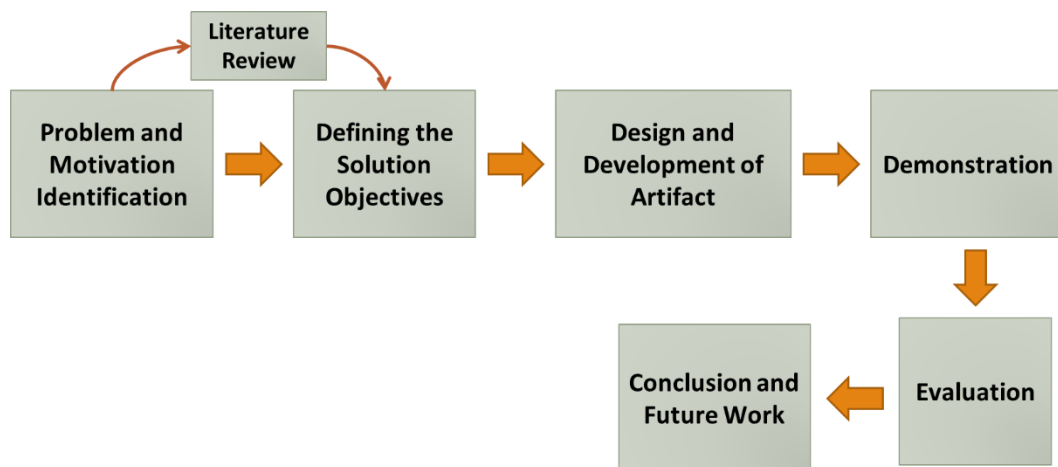 Literature
Review
Problem and
Motivation
Identification
Defining the
Solution
Objectives
Design and
Development of
Artifact
Demonstration
Evaluation
Conclusion and
Future Work